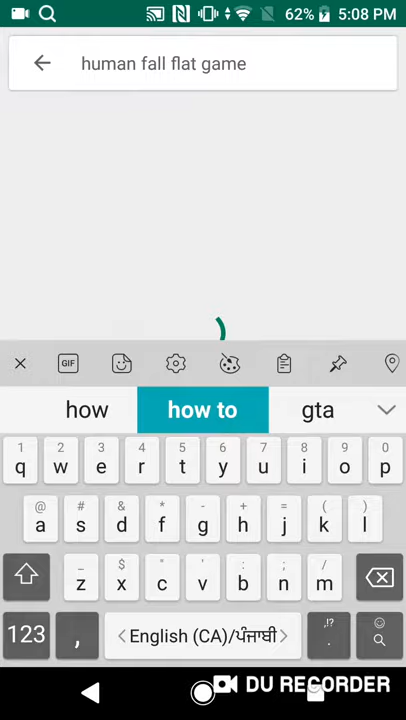 62% 5:08 PM
human fall flat game
GIF
how how to gta
1 2 3 4 5 6 7 8 9 0
q w e r t y u i o p
@ # & * - + = ( )
a s d f g h j k l
_ $ " ' : ; /
z x c v b n m
123 , English (CA)/ਪੰਜਾਬੀ ,!? .
DU RECORDER